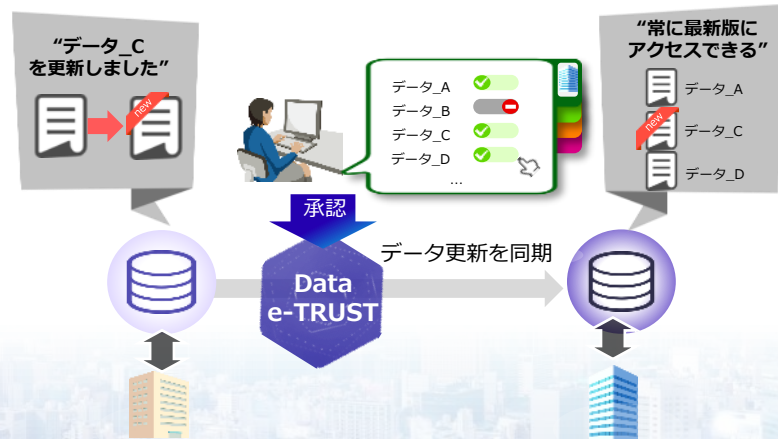 “データ_C
を更新しました”
new
データ_A
データ_B
データ_C
データ_D
…
“常に最新版に
アクセスできる”
データ_A
new
データ_C
データ_D
承認
データ更新を同期
Data
e-TRUST